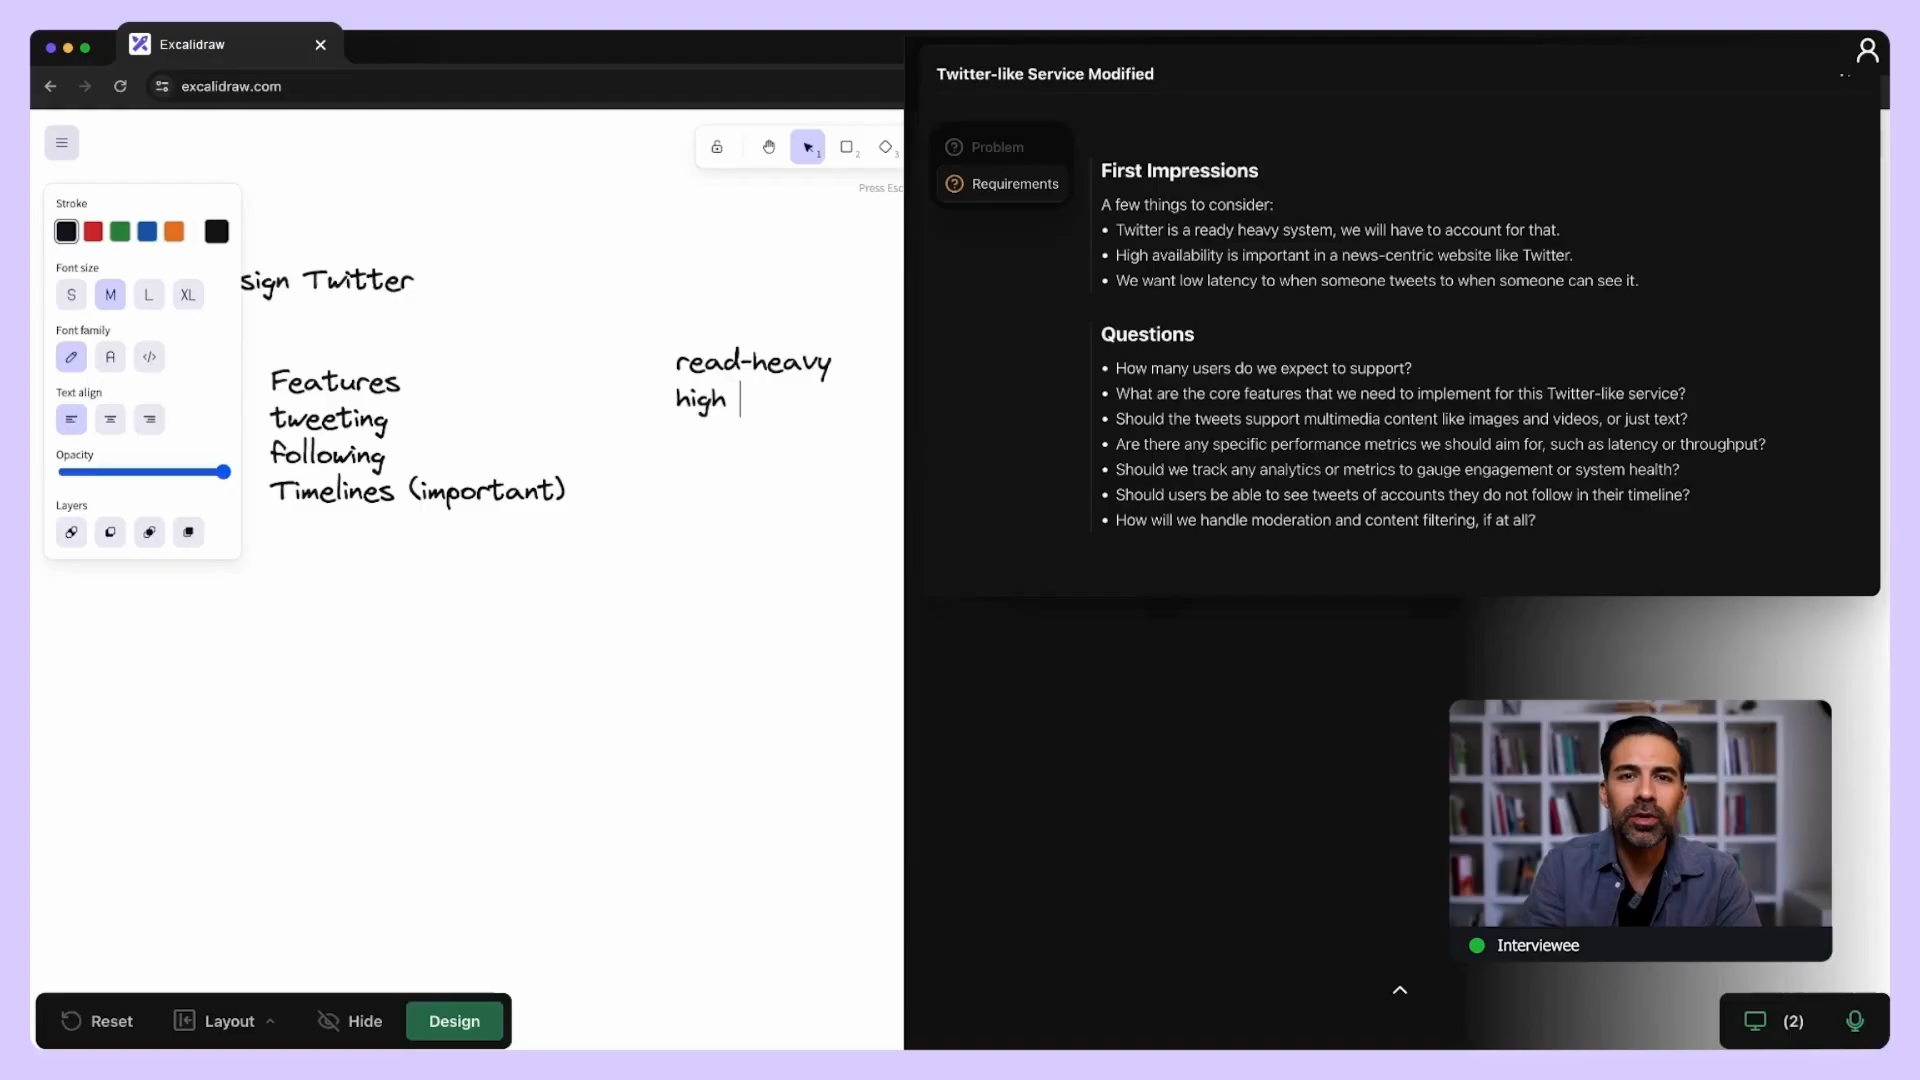 Excalidraw
excalidraw.com
Twitter-like Service Modified
1
2
3
Press Esc
Stroke
Font size
S M L XL
Font family
A
Text align
Opacity
Layers
sign Twitter
Features
tweeting
following
Timelines (important)
read-heavy
high
Problem
Requirements
First Impressions
A few things to consider:
• Twitter is a ready heavy system, we will have to account for that.
• High availability is important in a news-centric website like Twitter.
• We want low latency to when someone tweets to when someone can see it.
Questions
• How many users do we expect to support?
• What are the core features that we need to implement for this Twitter-like service?
• Should the tweets support multimedia content like images and videos, or just text?
• Are there any specific performance metrics we should aim for, such as latency or throughput?
• Should we track any analytics or metrics to gauge engagement or system health?
• Should users be able to see tweets of accounts they do not follow in their timeline?
• How will we handle moderation and content filtering, if at all?
Interviewee
Reset Layout Hide Design
(2)